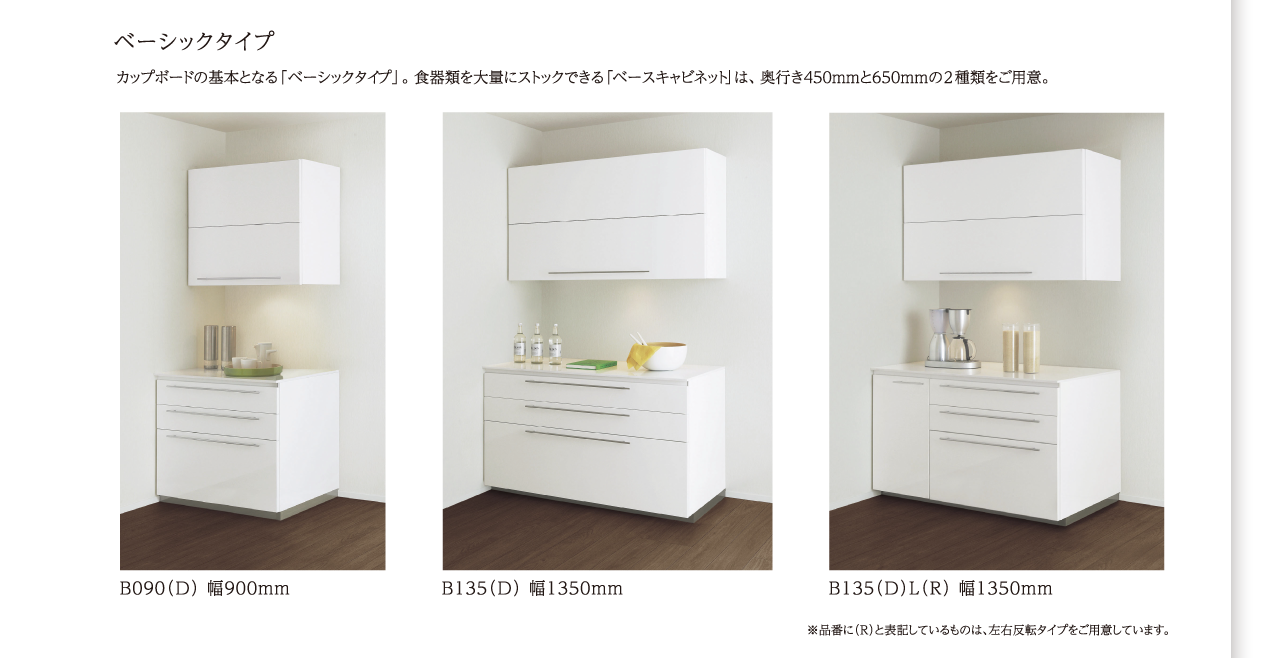 ベーシックタイプ
カップボードの基本となる「ベーシックタイプ」。食器類を大量にストックできる「ベースキャビネット」は、奥行き450mmと650mmの2種類をご用意。
B090(D) 幅900mm
B135(D) 幅1350mm
B135(D)L(R) 幅1350mm
※品番に(R)と表記しているものは、左右反転タイプをご用意しています。